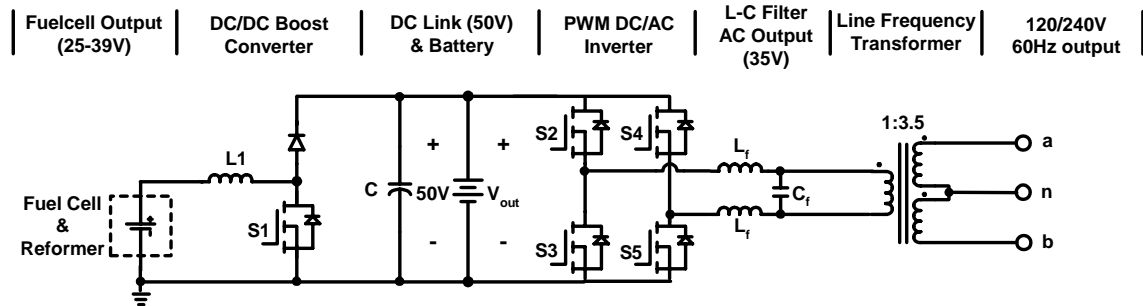 Fuelcell Output
(25-39V)
DC/DC Boost
Converter
DC Link (50V)
& Battery
PWM DC/AC
Inverter
L-C Filter
AC Output
(35V)
Line Frequency
Transformer
120/240V
60Hz output
S2
S4
1:3.5
L1
+
+
Lf
a
Fuel Cell
&
Reformer
+
S1
C
50V
Vout
Cf
n
-
-
S3
S5
Lf
b